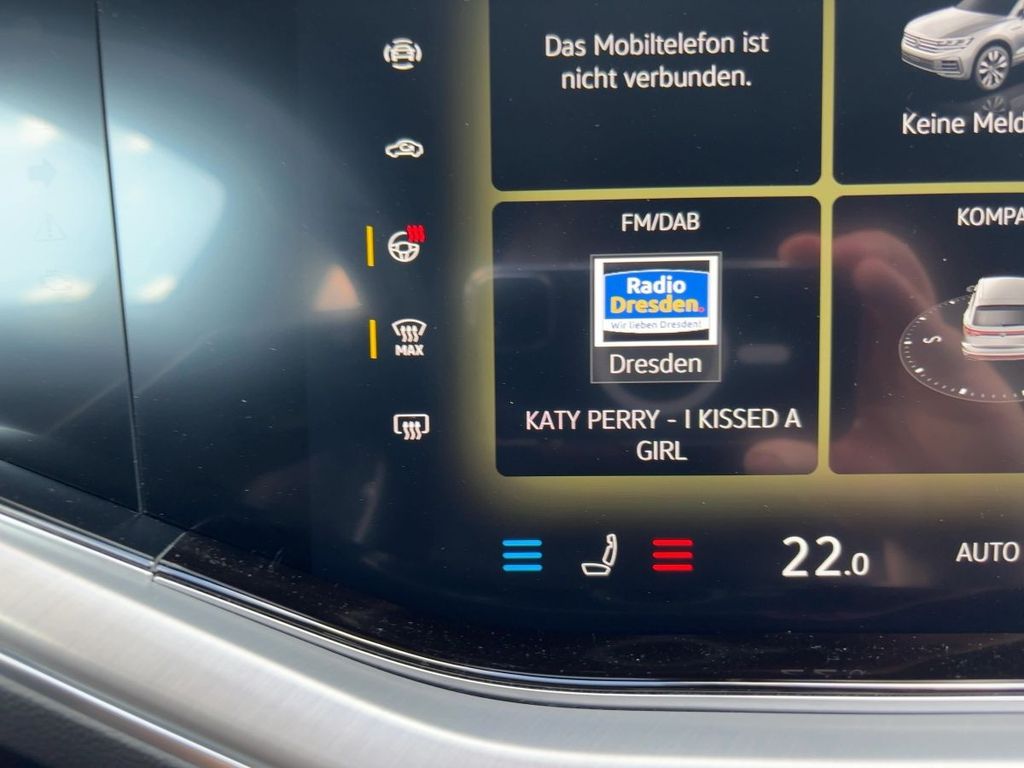 Das Mobiltelefon ist
nicht verbunden.
Keine Meld
FM/DAB
KOMPA
Radio
Dresden.
Wir lieben Dresden!
Dresden
S
MAX
KATY PERRY - I KISSED A
GIRL
22.0
AUTO